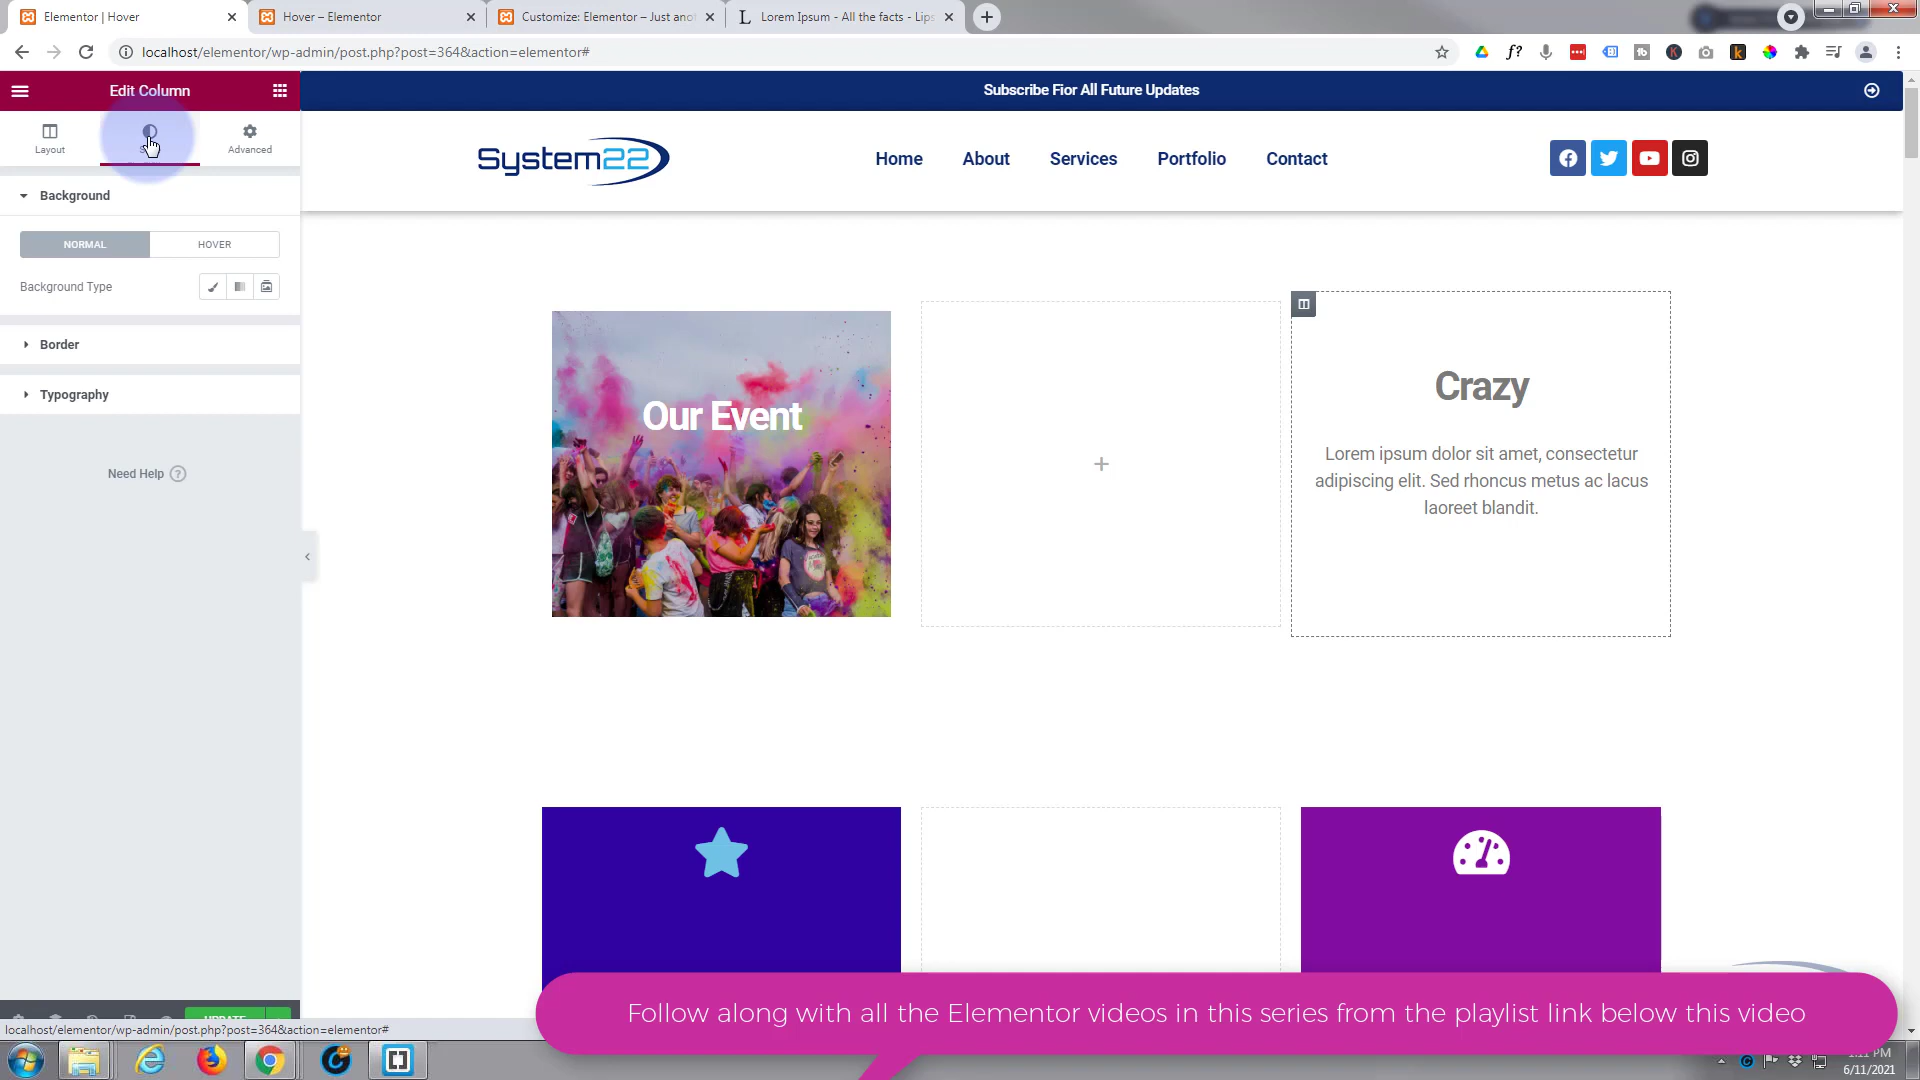 Elementor | Hover
Hover – Elementor
Customize: Elementor – Just ano
Lorem Ipsum - All the facts - Lips
localhost/elementor/wp-admin/post.php?post=364&action=elementor#
Edit Column
Subscribe Fior All Future Updates
Layout
Advanced
System22
Home
About
Services
Portfolio
Contact
Background
NORMAL
HOVER
Background Type
Border
Typography
Need Help ?
Our Event
Crazy
Lorem ipsum dolor sit amet, consectetur
adipiscing elit. Sed rhoncus metus ac lacus
laoreet blandit.
UPDATE
Follow along with all the Elementor videos in this series from the playlist link below this video
localhost/elementor/wp-admin/post.php?post=364&action=elementor#
6/11/2021